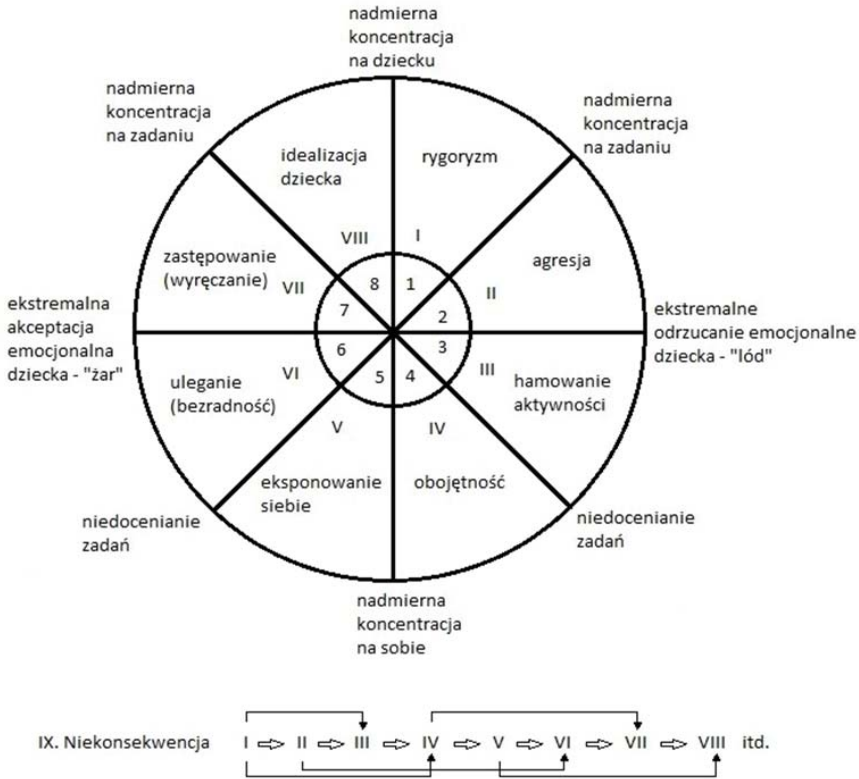 nadmierna
koncentracja
na dziecku
nadmierna
koncentracja
na zadaniu
nadmierna
koncentracja
na zadaniu
idealizacja
dziecka
rygoryzm
VIII
I
zastępowanie
(wyręczanie)
VII
agresja
II
8
1
7
2
6
3
5
4
ekstremalna
akceptacja
emocjonalna
dziecka - "żar"
ekstremalne
odrzucanie emocjonalne
dziecka - "lód"
uleganie
(bezradność)
VI
III
hamowanie
aktywności
V
IV
eksponowanie
siebie
obojętność
niedocenianie
zadań
niedocenianie
zadań
nadmierna
koncentracja
na sobie
IX. Niekonsekwencja I ⇨ II ⇨ III ⇨ IV ⇨ V ⇨ VI ⇨ VII ⇨ VIII itd.